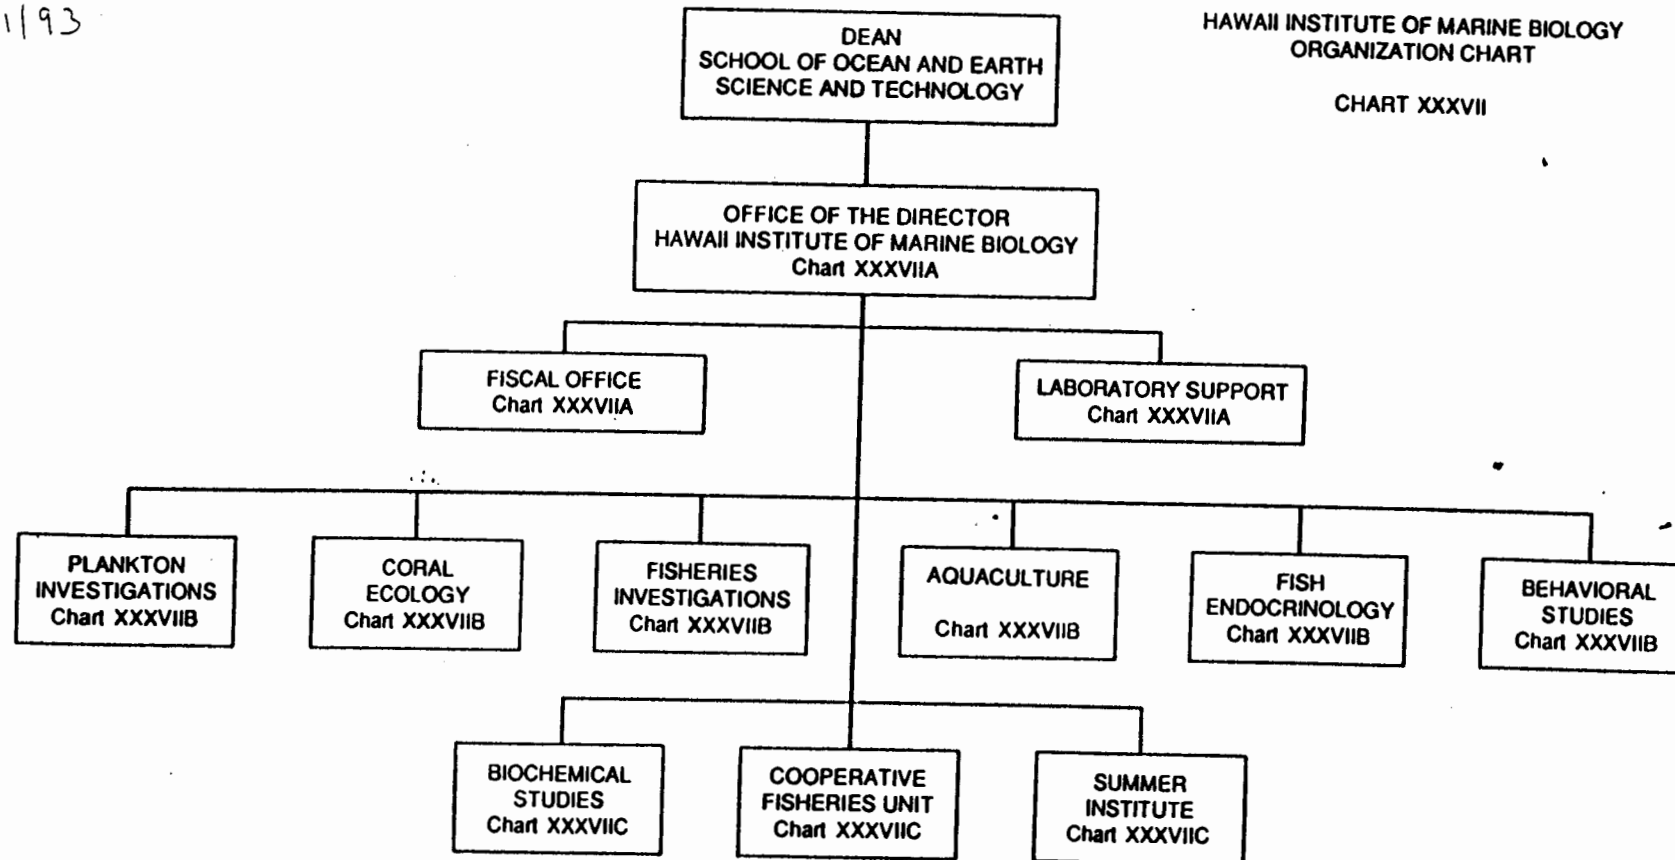 1/93
HAWAII INSTITUTE OF MARINE BIOLOGY
ORGANIZATION CHART
CHART XXXVII
DEAN
SCHOOL OF OCEAN AND EARTH
SCIENCE AND TECHNOLOGY
OFFICE OF THE DIRECTOR
HAWAII INSTITUTE OF MARINE BIOLOGY
Chart XXXVIIA
FISCAL OFFICE
Chart XXXVIIA
LABORATORY SUPPORT
Chart XXXVIIA
PLANKTON
INVESTIGATIONS
Chart XXXVIIB
CORAL
ECOLOGY
Chart XXXVIIB
FISHERIES
INVESTIGATIONS
Chart XXXVIIB
AQUACULTURE
Chart XXXVIIB
FISH
ENDOCRINOLOGY
Chart XXXVIIB
BEHAVIORAL
STUDIES
Chart XXXVIIB
BIOCHEMICAL
STUDIES
Chart XXXVIIC
COOPERATIVE
FISHERIES UNIT
Chart XXXVIIC
SUMMER
INSTITUTE
Chart XXXVIIC